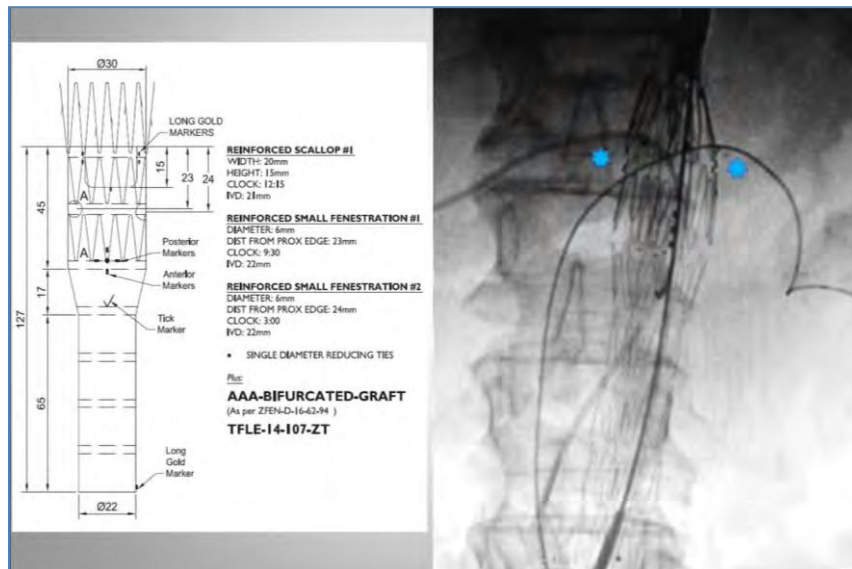 Ø30
LONG GOLD
MARKERS
15
23
24
45
A
A
Posterior
Markers
Anterior
Markers
17
127
Tick
Marker
65
Long
Gold
Marker
Ø22
REINFORCED SCALLOP #1
WIDTH: 20mm
HEIGHT: 15mm
CLOCK: 12:15
IVD: 21mm
REINFORCED SMALL FENESTRATION #1
DIAMETER: 6mm
DIST FROM PROX EDGE: 23mm
CLOCK: 9:30
IVD: 22mm
REINFORCED SMALL FENESTRATION #2
DIAMETER: 6mm
DIST FROM PROX EDGE: 24mm
CLOCK: 3:00
IVD: 22mm
• SINGLE DIAMETER REDUCING TIES
Plus:
AAA-BIFURCATED-GRAFT
(As per ZFEN-D-16-62-94 )
TFLE-14-107-ZT